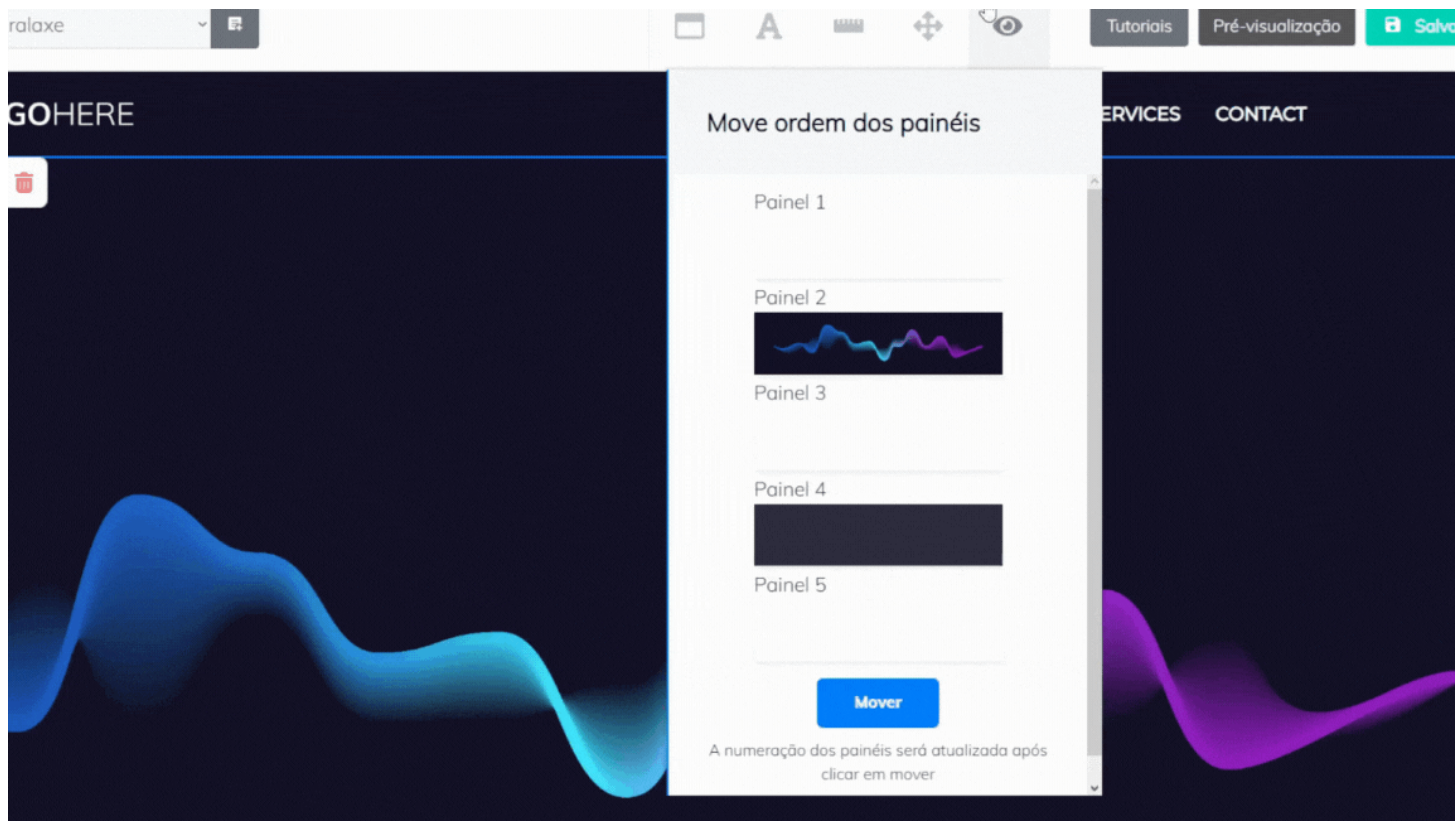 ralaxe
A
Tutoriais
Pré-visualização
Salva
GOHERE
ERVICES
CONTACT
Move ordem dos painéis
Painel 1
Painel 2
Painel 3
Painel 4
Painel 5
Mover
A numeração dos painéis será atualizada após
clicar em mover